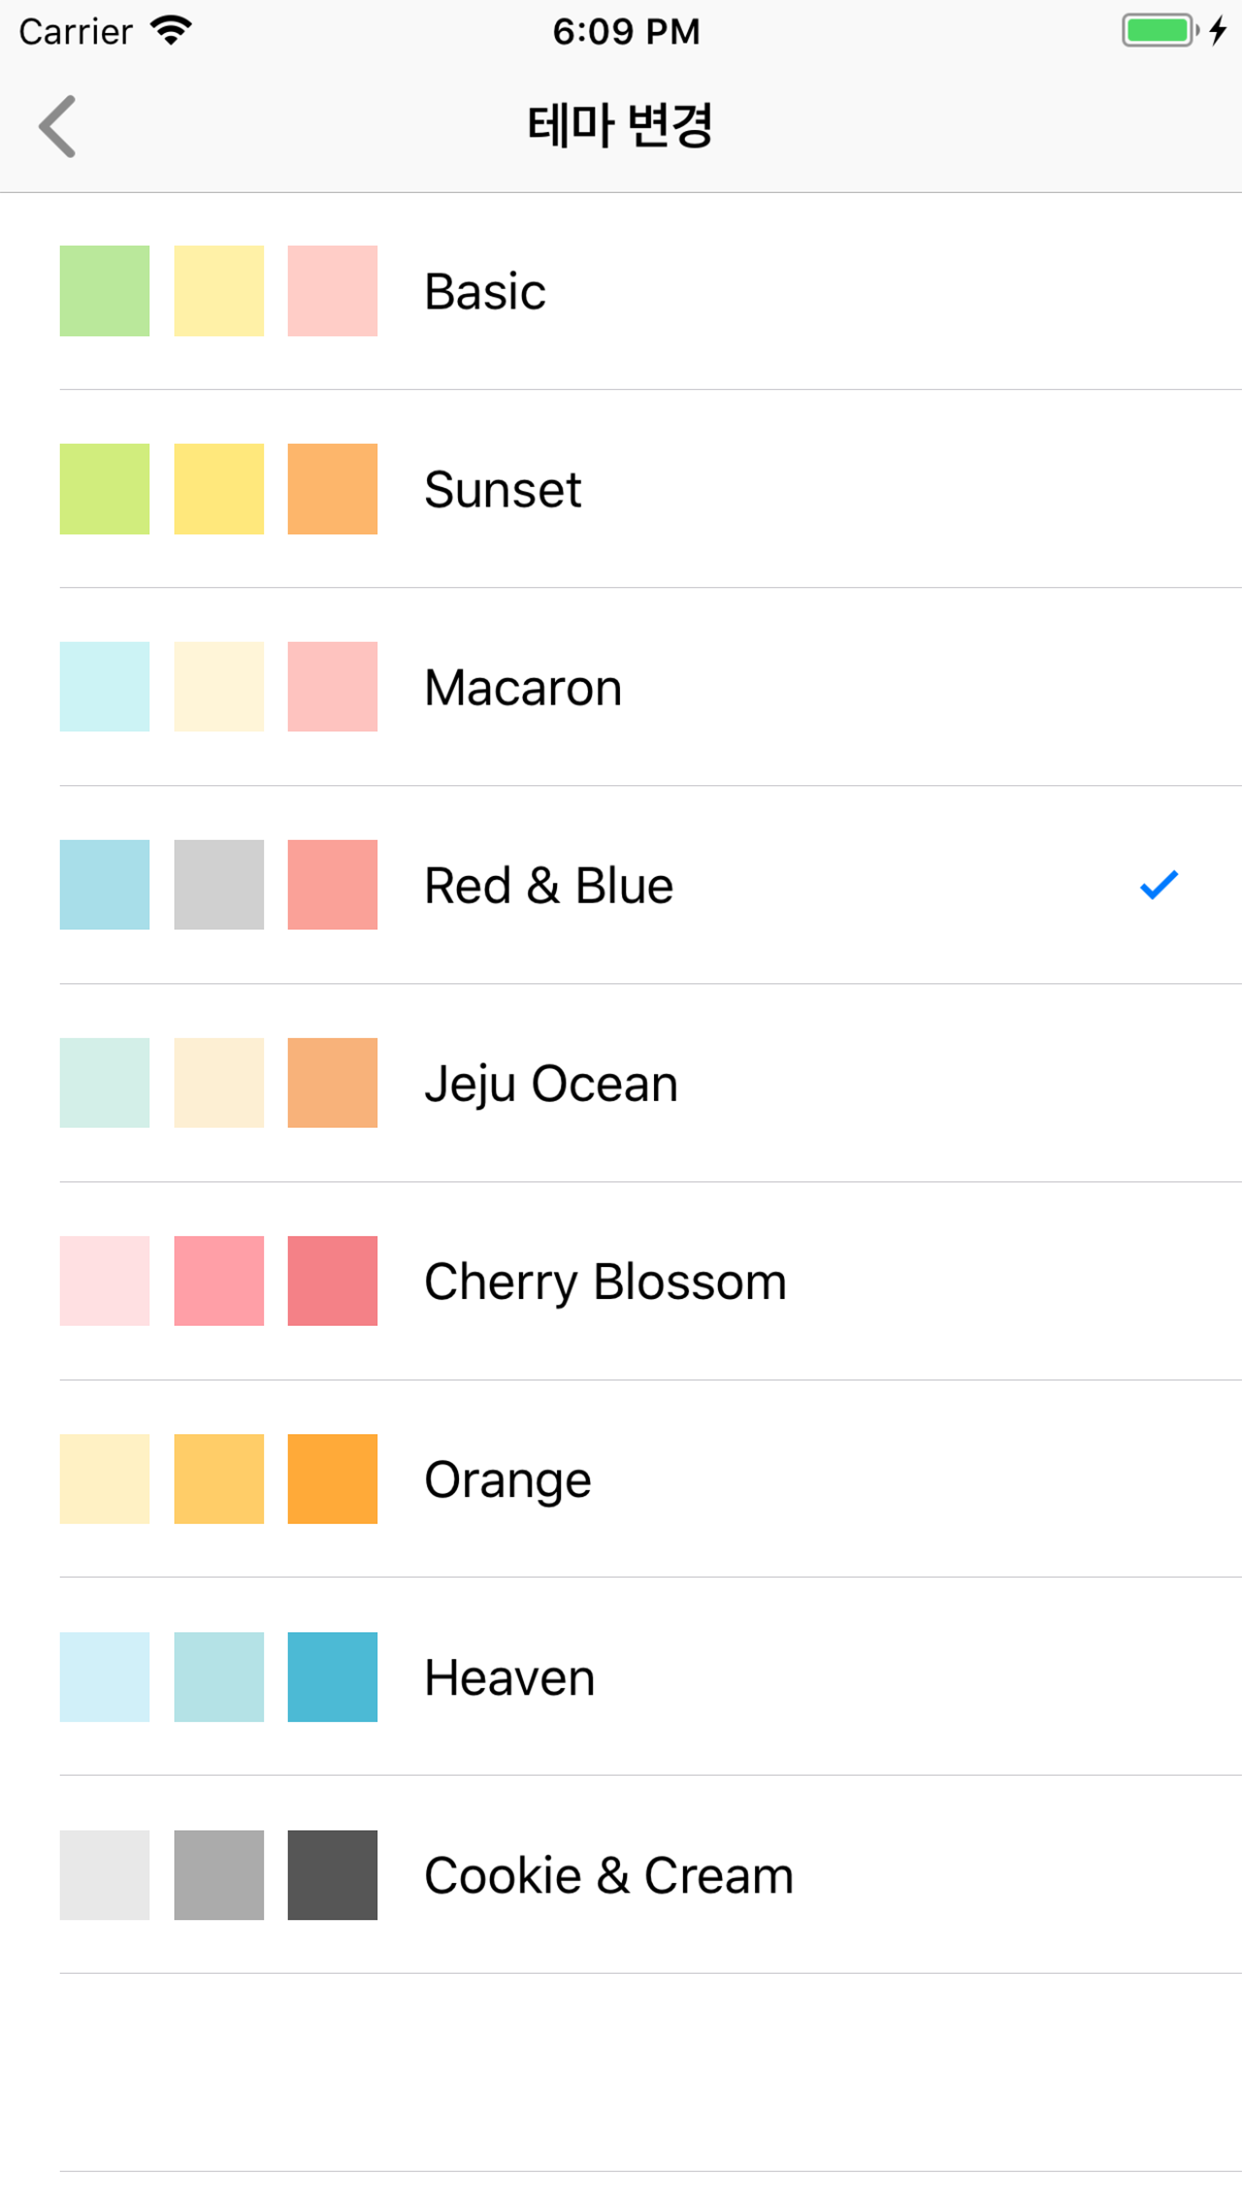 Carrier 6:09 PM
테마 변경
Basic
Sunset
Macaron
Red & Blue
Jeju Ocean
Cherry Blossom
Orange
Heaven
Cookie & Cream